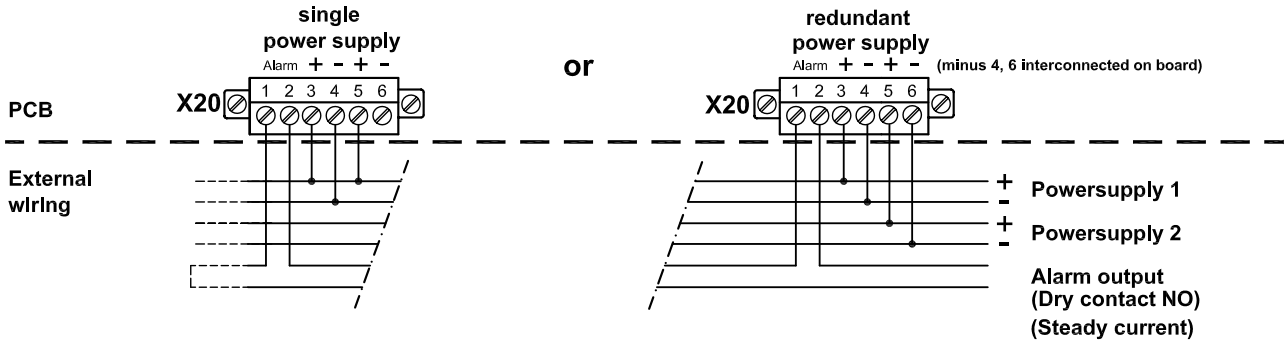 single
power supply
Alarm + - + -
1 2 3 4 5 6
X20
or
redundant
power supply
Alarm + - + - (minus 4, 6 interconnected on board)
1 2 3 4 5 6
X20
PCB
External
wiring
+ Powersupply 1
-
+ Powersupply 2
-
Alarm output
(Dry contact NO)
(Steady current)